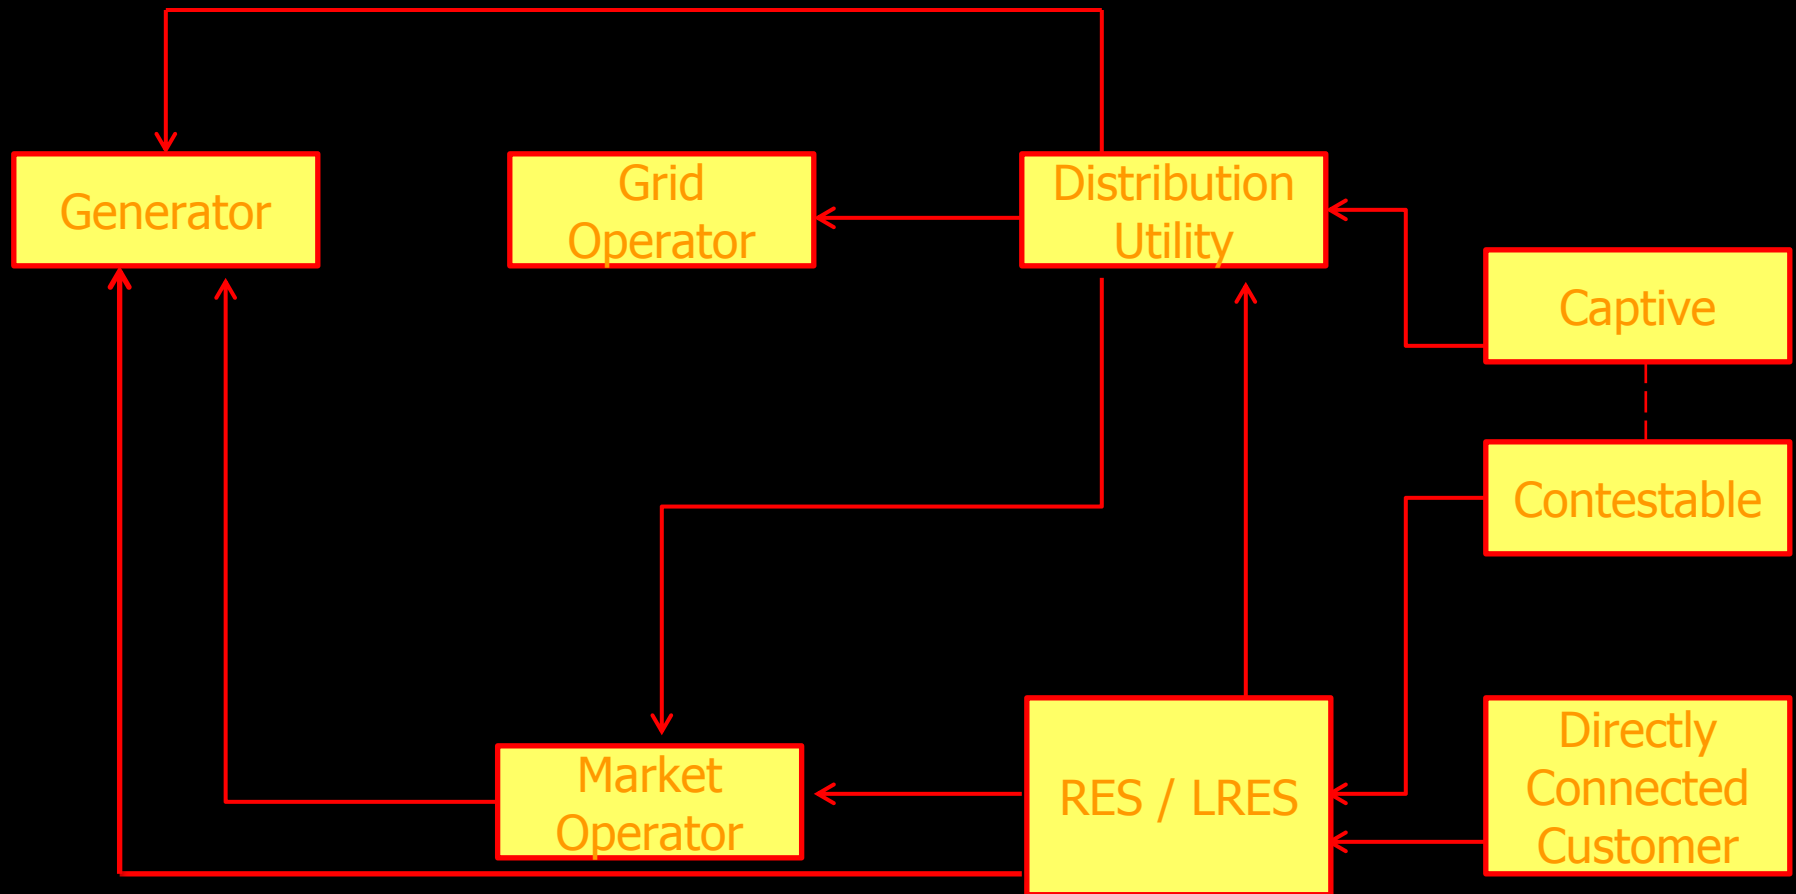 Generator
Grid
Operator
Distribution
Utility
Captive
Contestable
Market
Operator
RES / LRES
Directly
Connected
Customer